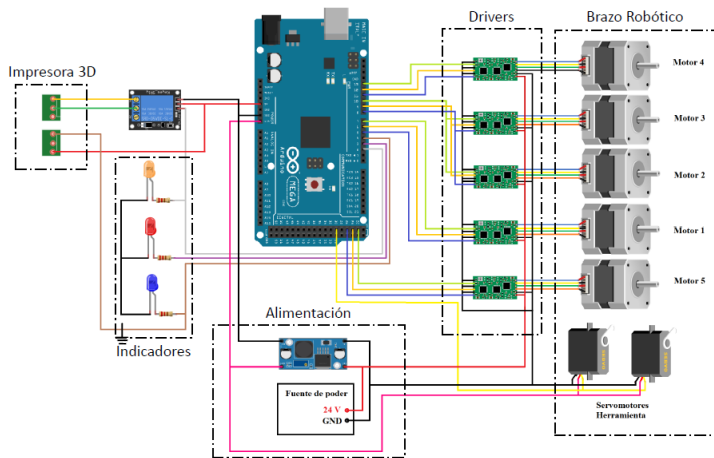 Drivers
Brazo Robótico
Impresora 3D
Motor 4
Motor 3
Motor 2
Motor 1
Motor 5
ARDUINO
MEGA
Indicadores
Alimentación
Fuente de poder
24 V
GND
Servomotores
Herramienta